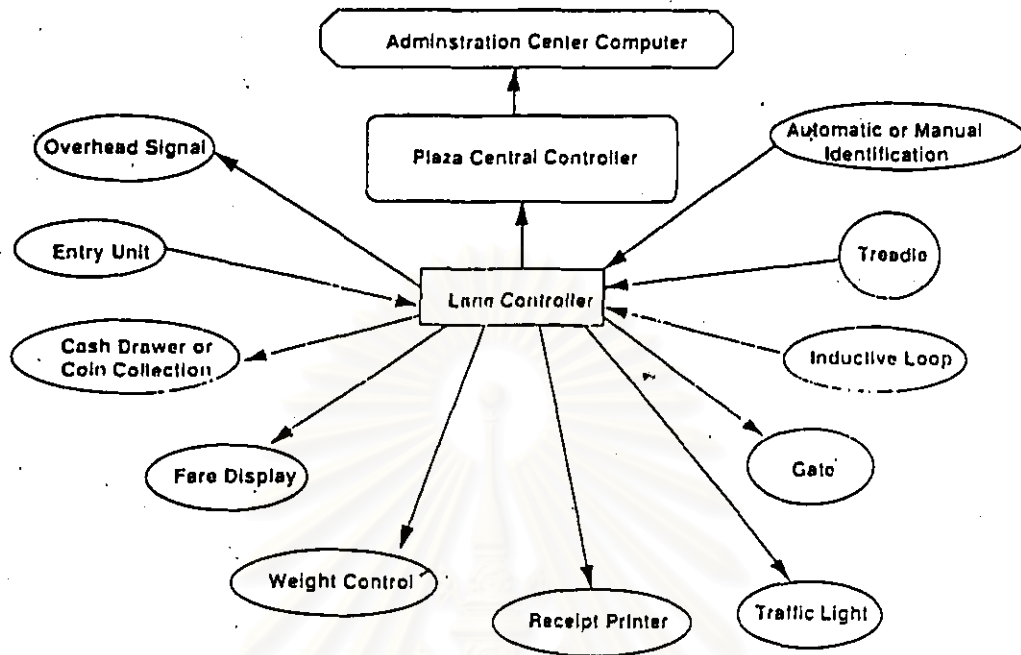 Adminstration Center Computer
Plaza Central Controller
Overhead Signal
Automatic or Manual
Identification
Entry Unit
Treadle
Lane Controller
Cash Drawer or
Coin Collection
Inductive Loop
Fare Display
Gate
Weight Control
Receipt Printer
Traffic Light